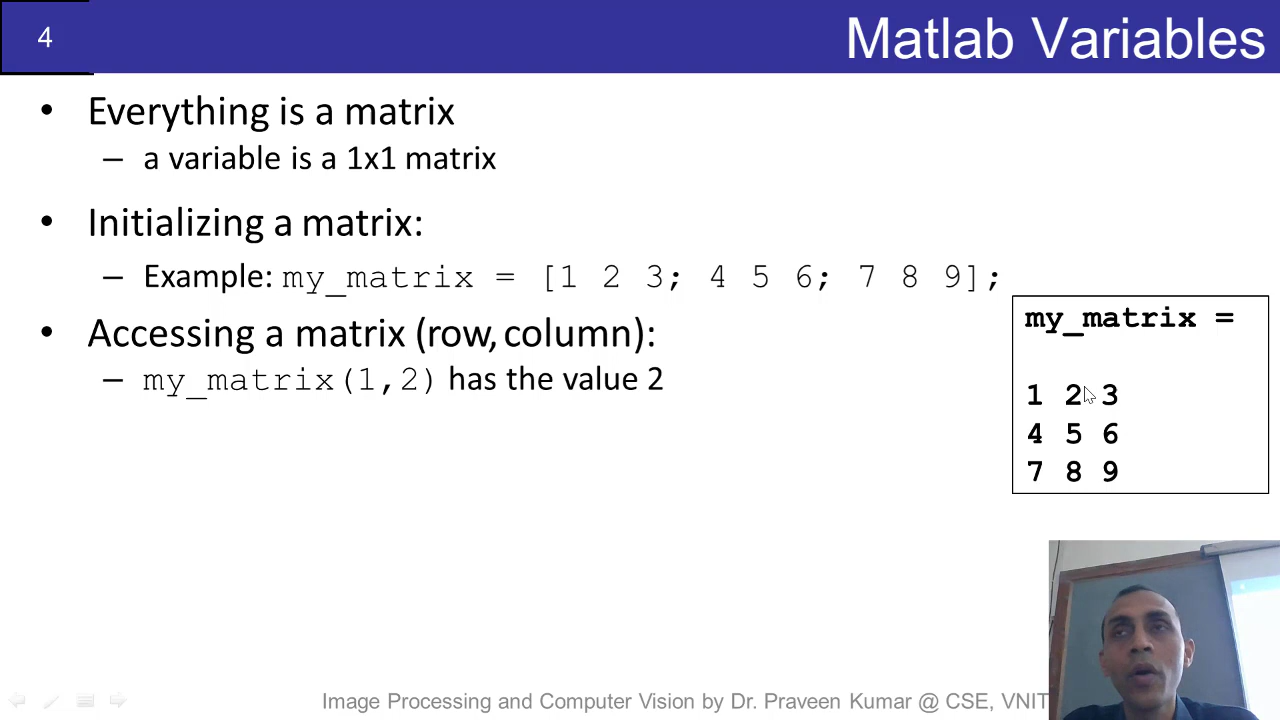 4
Matlab Variables
• Everything is a matrix
– a variable is a 1x1 matrix
• Initializing a matrix:
– Example: my_matrix = [1 2 3; 4 5 6; 7 8 9];
• Accessing a matrix (row, column):
– my_matrix(1,2) has the value 2
my_matrix =
1 2 3
4 5 6
7 8 9
Image Processing and Computer Vision by Dr. Praveen Kumar @ CSE, VNIT